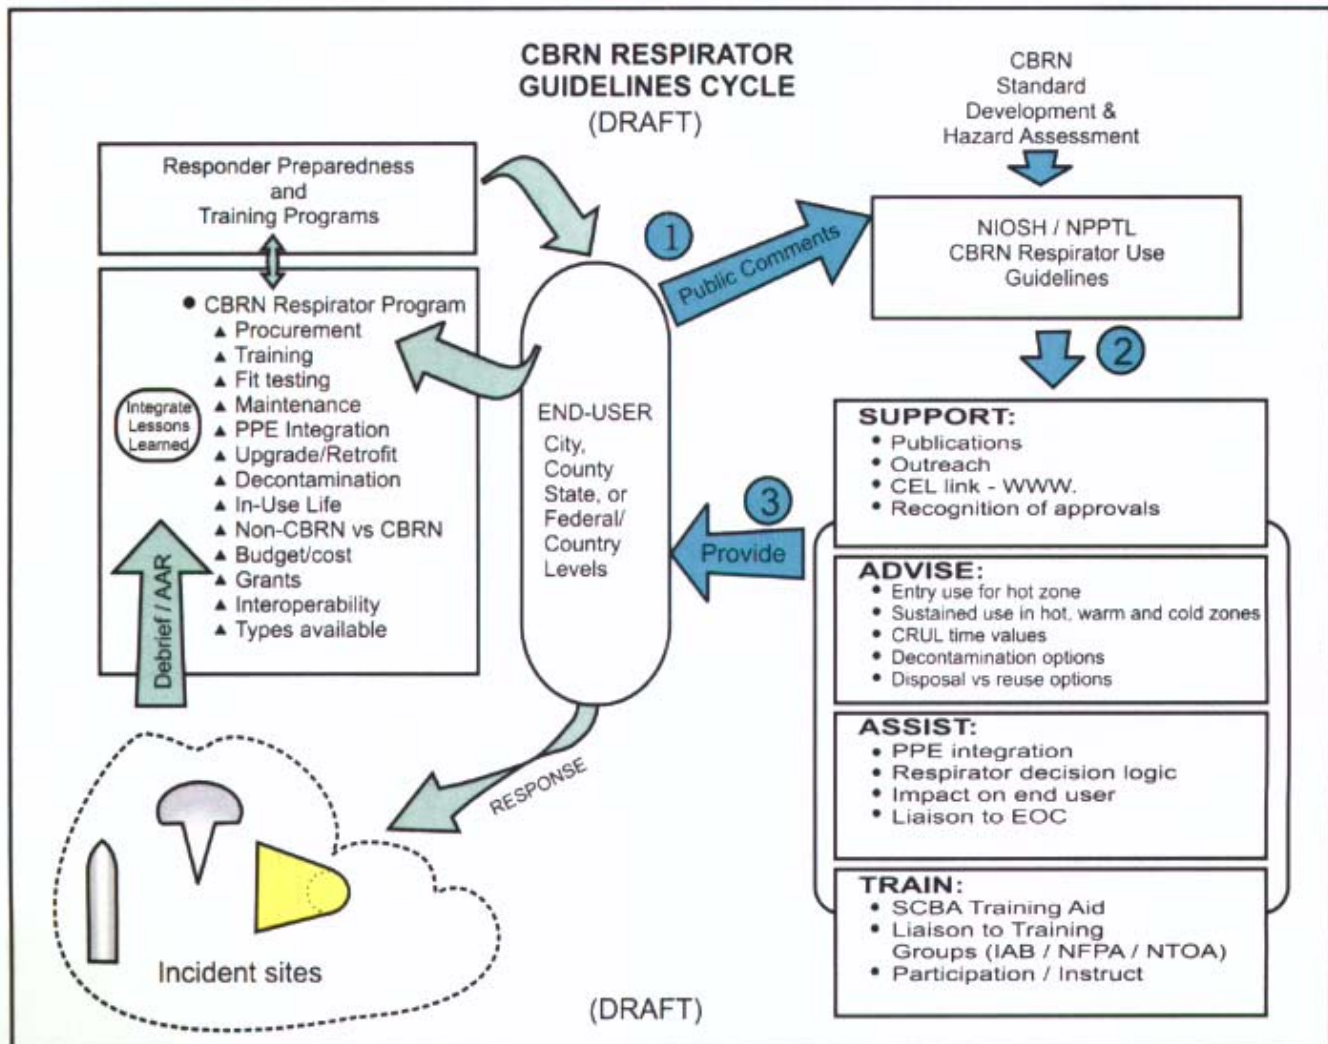 CBRN RESPIRATOR
GUIDELINES CYCLE
(DRAFT)
CBRN
Standard
Development &
Hazard Assessment
Responder Preparedness
and
Training Programs
1
Public Comments
NIOSH / NPPTL
CBRN Respirator Use
Guidelines
2
● CBRN Respirator Program
▲ Procurement
▲ Training
▲ Fit testing
▲ Maintenance
▲ PPE Integration
▲ Upgrade/Retrofit
▲ Decontamination
▲ In-Use Life
▲ Non-CBRN vs CBRN
▲ Budget/cost
▲ Grants
▲ Interoperability
▲ Types available
Integrate
Lessons
Learned
Debrief / AAR
END-USER
City,
County
State, or
Federal/
Country
Levels
3
Provide
SUPPORT:
• Publications
• Outreach
• CEL link - WWW.
• Recognition of approvals
ADVISE:
• Entry use for hot zone
• Sustained use in hot, warm and cold zones
• CRUL time values
• Decontamination options
• Disposal vs reuse options
ASSIST:
• PPE integration
• Respirator decision logic
• Impact on end user
• Liaison to EOC
TRAIN:
• SCBA Training Aid
• Liaison to Training
Groups (IAB / NFPA / NTOA)
• Participation / Instruct
RESPONSE
Incident sites
(DRAFT)